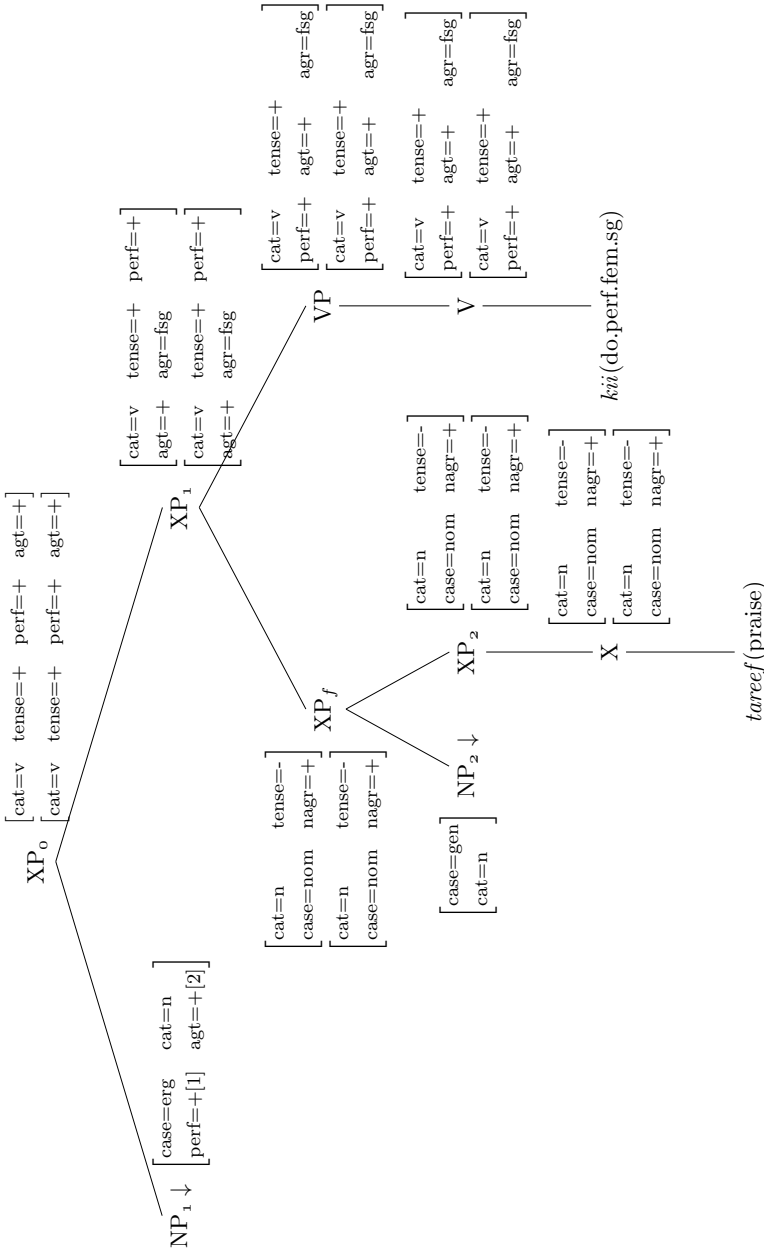 XP₀
[cat=v tense=+ perf=+ agt=+]
[cat=v tense=+ perf=+ agt=+]
NP₁ ↓
[case=erg cat=n
perf=+[1] agt=+[2]]
XP₁
[cat=v tense=+ perf=+
agt=+ agr=fsg]
[cat=v tense=+ perf=+
agt=+ agr=fsg]
XP_f
[cat=n tense=-
case=nom nagr=+]
[cat=n tense=-
case=nom nagr=+]
VP
[cat=v tense=+
perf=+ agt=+ agr=fsg]
[cat=v tense=+
perf=+ agt=+ agr=fsg]
NP₂ ↓
[case=gen
cat=n]
XP₂
[cat=n tense=-
case=nom nagr=+]
[cat=n tense=-
case=nom nagr=+]
V
[cat=v tense=+
perf=+ agt=+ agr=fsg]
[cat=v tense=+
perf=+ agt=+ agr=fsg]
X
[cat=n tense=-
case=nom nagr=+]
[cat=n tense=-
case=nom nagr=+]
kii(do.perf.fem.sg)
tareef(praise)